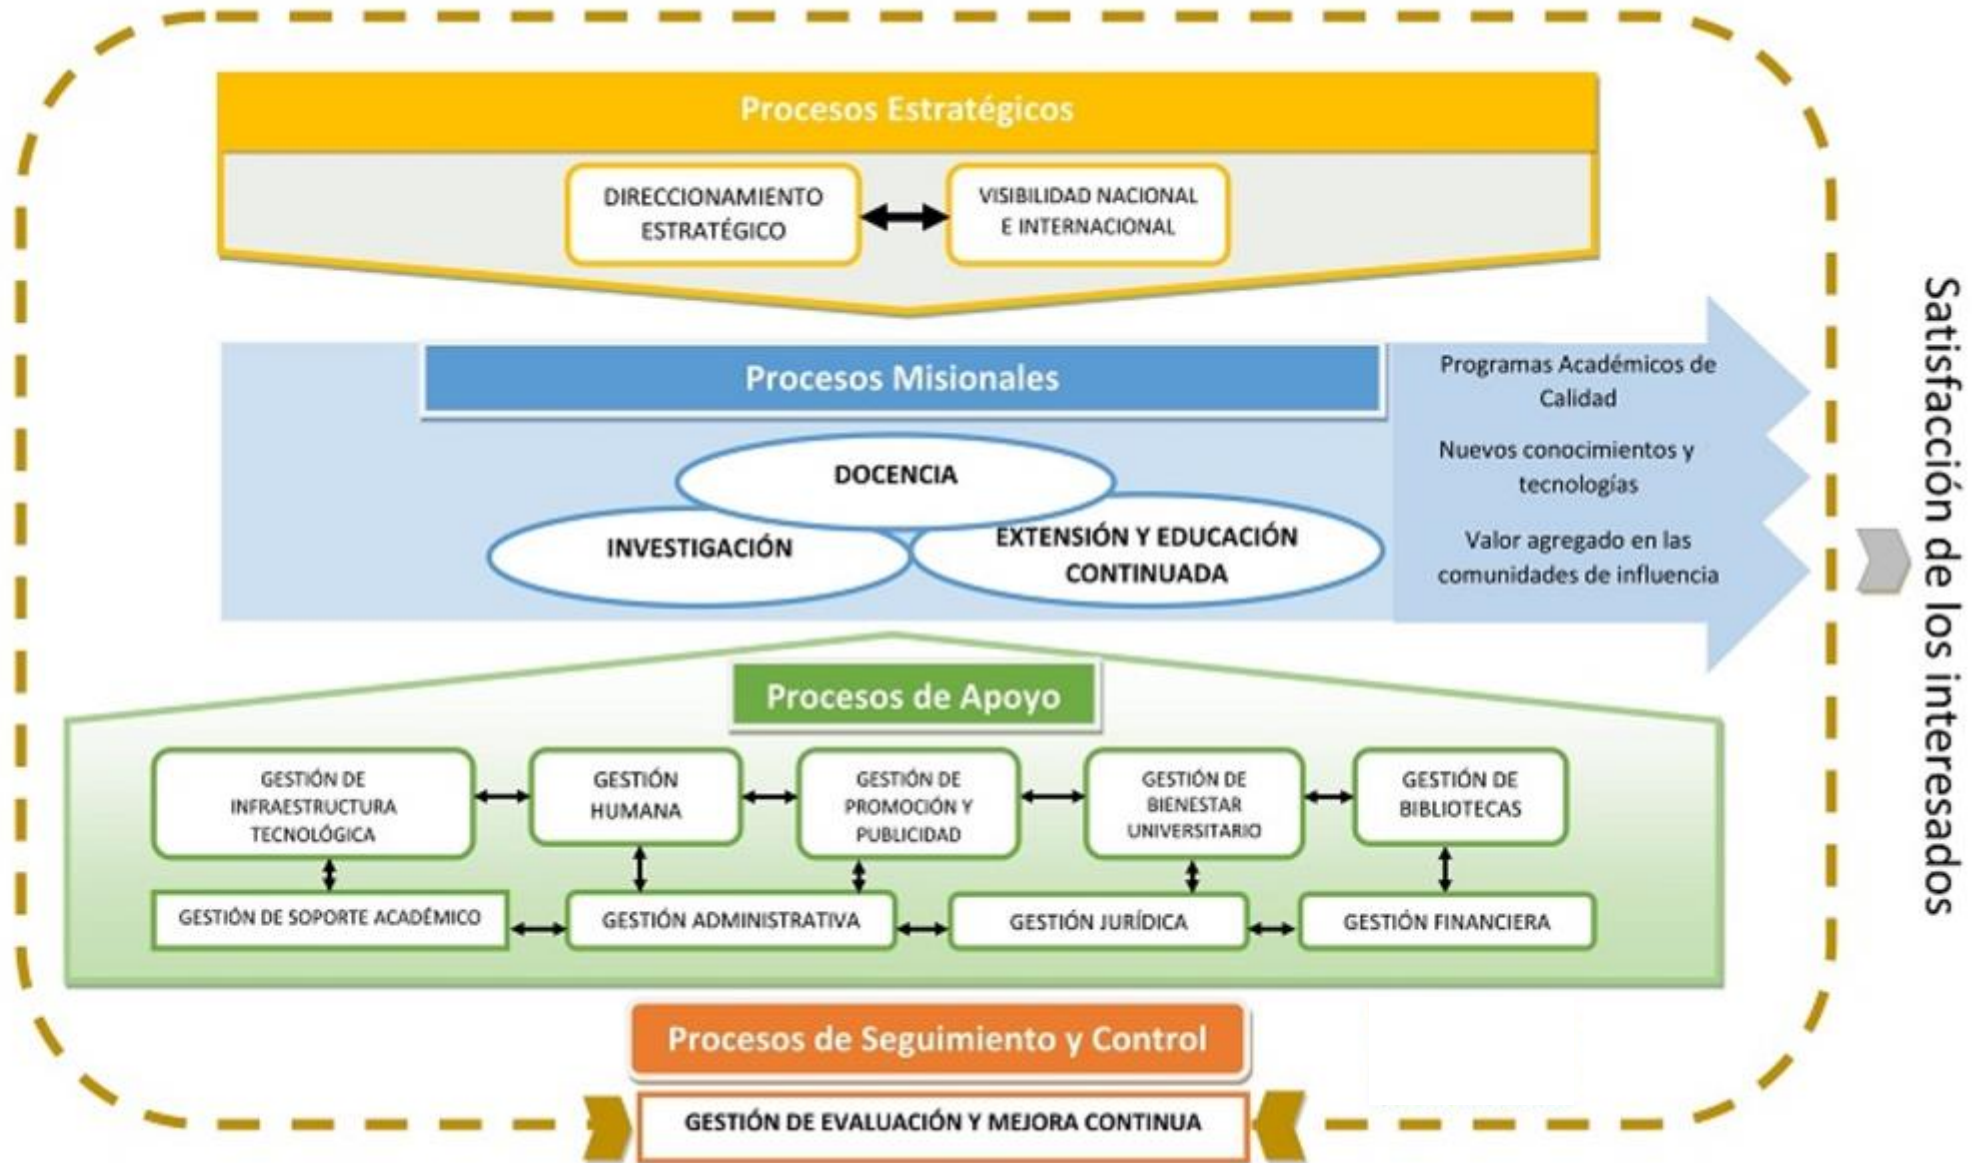 Procesos Estratégicos
DIRECCIONAMIENTO
ESTRATÉGICO
VISIBILIDAD NACIONAL
E INTERNACIONAL
Procesos Misionales
DOCENCIA
INVESTIGACIÓN
EXTENSIÓN Y EDUCACIÓN
CONTINUADA
Programas Académicos de
Calidad
Nuevos conocimientos y
tecnologías
Valor agregado en las
comunidades de influencia
Satisfacción de los interesados
Procesos de Apoyo
GESTIÓN DE
INFRAESTRUCTURA
TECNOLÓGICA
GESTIÓN
HUMANA
GESTIÓN DE
PROMOCIÓN Y
PUBLICIDAD
GESTIÓN DE
BIENESTAR
UNIVERSITARIO
GESTIÓN DE
BIBLIOTECAS
GESTIÓN DE SOPORTE ACADÉMICO
GESTIÓN ADMINISTRATIVA
GESTIÓN JURÍDICA
GESTIÓN FINANCIERA
Procesos de Seguimiento y Control
GESTIÓN DE EVALUACIÓN Y MEJORA CONTINUA